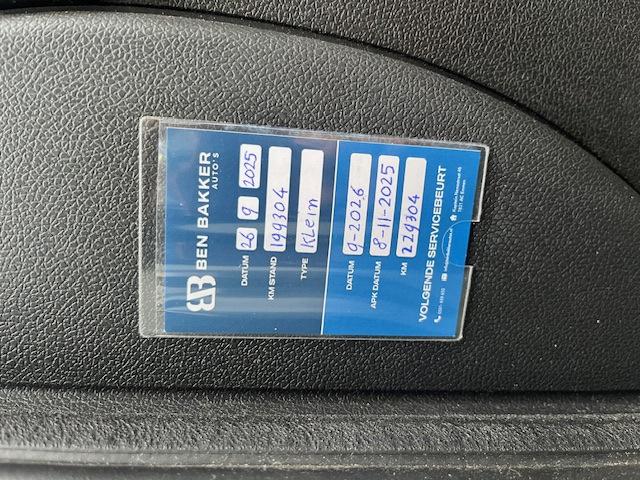 BEN BAKKER
AUTO'S
DATUM 26 9 2025
KM STAND 199304
TYPE Klein
DATUM 9-2026
APK DATUM 8-11-2025
KM 229304
VOLGENDE SERVICEBEURT